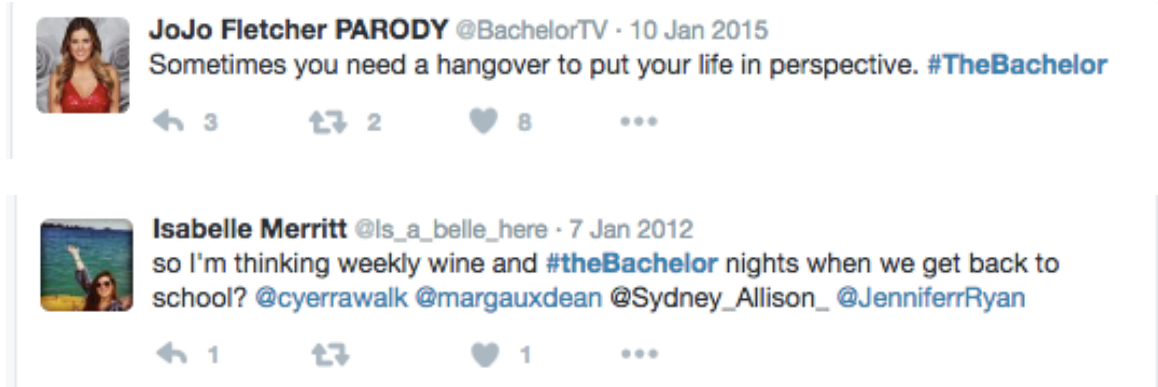 JoJo Fletcher PARODY @BachelorTV · 10 Jan 2015
Sometimes you need a hangover to put your life in perspective. #TheBachelor
3 2 8
Isabelle Merritt @Is_a_belle_here · 7 Jan 2012
so I'm thinking weekly wine and #theBachelor nights when we get back to
school? @cyerrawalk @margauxdean @Sydney_Allison_ @JenniferrRyan
1 1